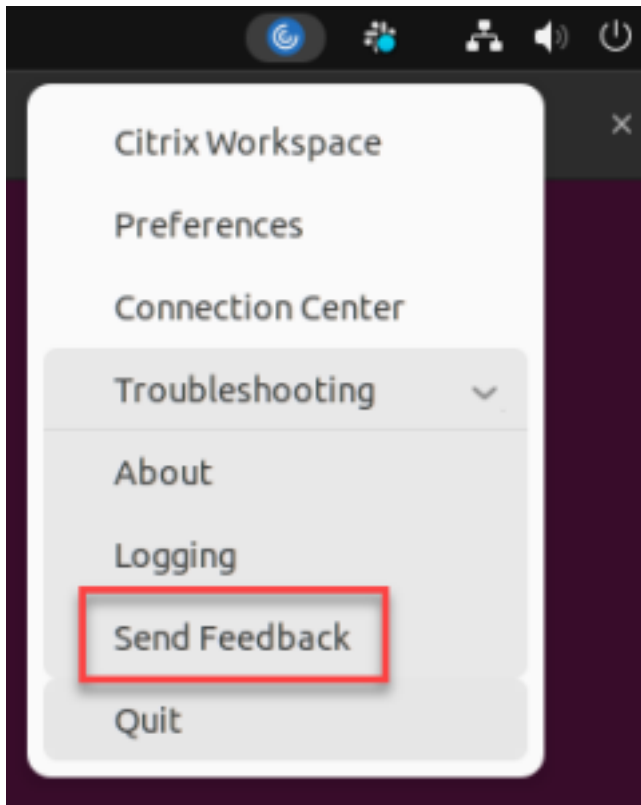 Citrix Workspace
Preferences
Connection Center
Troubleshooting
About
Logging
Send Feedback
Quit